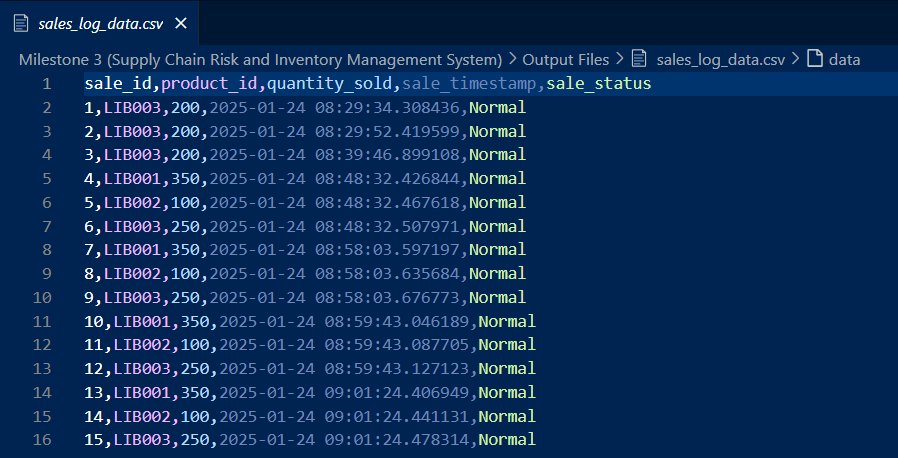 sales_log_data.csv
Milestone 3 (Supply Chain Risk and Inventory Management System) > Output Files > sales_log_data.csv > data
1 sale_id,product_id,quantity_sold,sale_timestamp,sale_status
2 1,LIB003,200,2025-01-24 08:29:34.308436,Normal
3 2,LIB003,200,2025-01-24 08:29:52.419599,Normal
4 3,LIB003,200,2025-01-24 08:39:46.899108,Normal
5 4,LIB001,350,2025-01-24 08:48:32.426844,Normal
6 5,LIB002,100,2025-01-24 08:48:32.467618,Normal
7 6,LIB003,250,2025-01-24 08:48:32.507971,Normal
8 7,LIB001,350,2025-01-24 08:58:03.597197,Normal
9 8,LIB002,100,2025-01-24 08:58:03.635684,Normal
10 9,LIB003,250,2025-01-24 08:58:03.676773,Normal
11 10,LIB001,350,2025-01-24 08:59:43.046189,Normal
12 11,LIB002,100,2025-01-24 08:59:43.087705,Normal
13 12,LIB003,250,2025-01-24 08:59:43.127123,Normal
14 13,LIB001,350,2025-01-24 09:01:24.406949,Normal
15 14,LIB002,100,2025-01-24 09:01:24.441131,Normal
16 15,LIB003,250,2025-01-24 09:01:24.478314,Normal